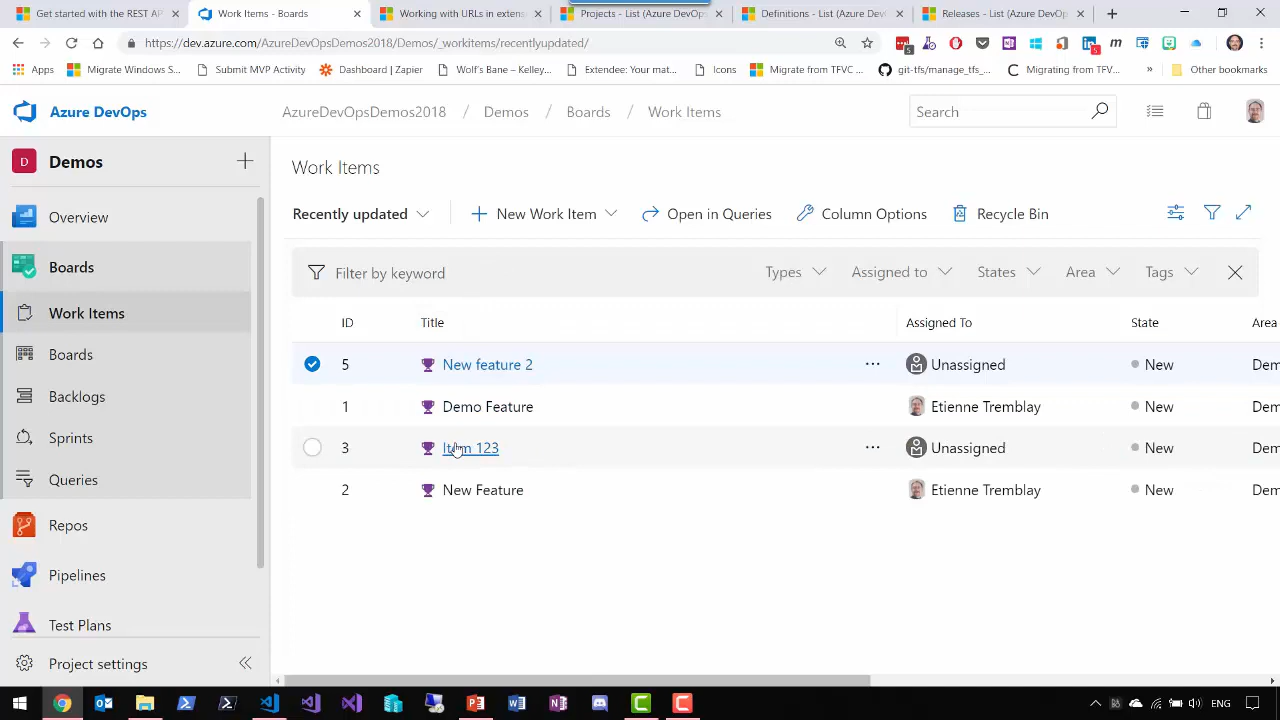 started with the REST AP
Work Items - Boards
Working with URLs in extens
Projects - List (Azure DevOps
Definitions - List (Azure Dev
Releases - List (Azure DevOp
https://dev.azure.com/AzureDevOpsDemos2018/Demos/_workitems/recentlyupdated/
5
5
Apps
Migrate Windows S...
Submit MVP Activity
Dashboard | Zapier
Wolf's Bane – Kelley...
Extendee: Your mat...
Icons
Migrate from TFVC ...
git-tfs/manage_tfs_...
Migrating from TFV...
»
Other bookmarks
Azure DevOps
AzureDevOpsDemos2018 / Demos / Boards / Work Items
Search
D
Demos
Overview
Boards
Work Items
Boards
Backlogs
Sprints
Queries
Repos
Pipelines
Test Plans
Project settings
Work Items
Recently updated
New Work Item
Open in Queries
Column Options
Recycle Bin
Filter by keyword
Types
Assigned to
States
Area
Tags
ID Title Assigned To State Area
5 New feature 2 ... Unassigned New Dem
1 Demo Feature Etienne Tremblay New Dem
3 Item 123 ... Unassigned New Dem
2 New Feature Etienne Tremblay New Dem
ENG